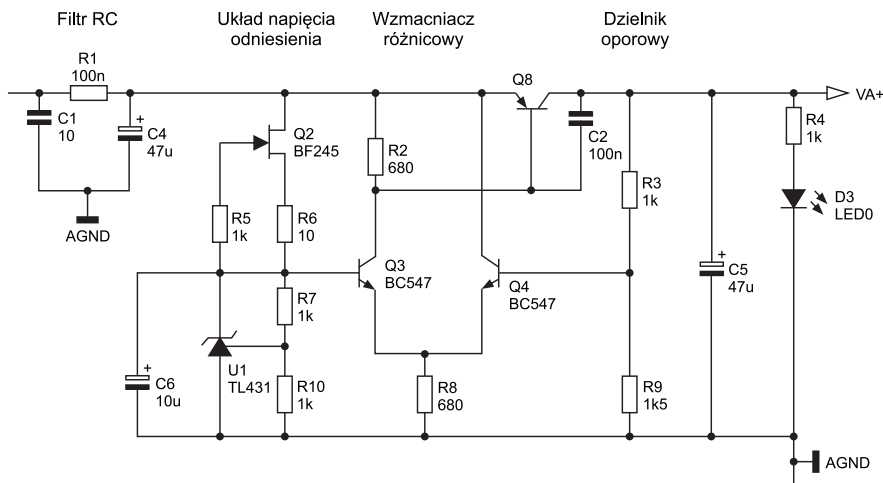 Filtr RC
Układ napięcia
odniesienia
Wzmacniacz
różnicowy
Dzielnik
oporowy
R1
100n
C1
10
+
C4
47u
AGND
Q2
BF245
R5
1k
R6
10
R2
680
Q8
C2
100n
VA+
R4
1k
R3
1k
D3
LED0
Q3
BC547
Q4
BC547
R7
1k
+
C5
47u
U1
TL431
R10
1k
+
C6
10u
R8
680
R9
1k5
AGND